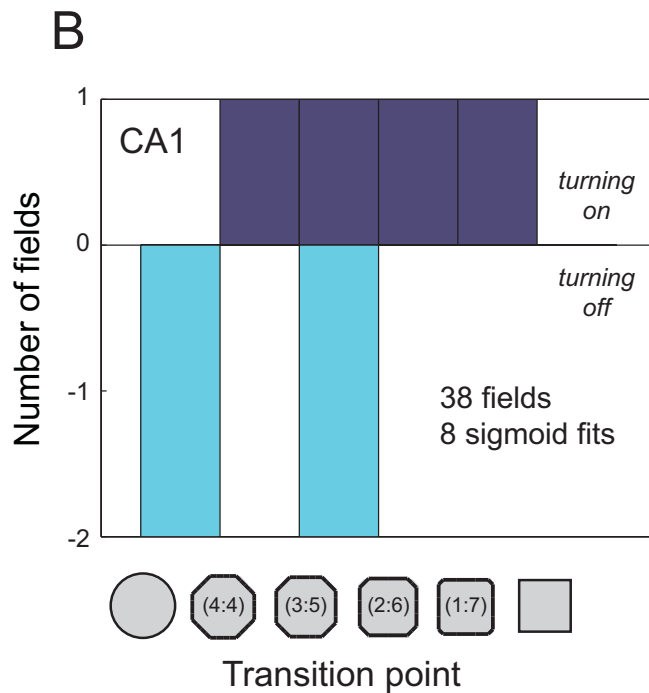 B
1
CA1
turning
on
0
turning
off
-1
38 fields
8 sigmoid fits
-2
Number of fields
(4:4) (3:5) (2:6) (1:7)
Transition point